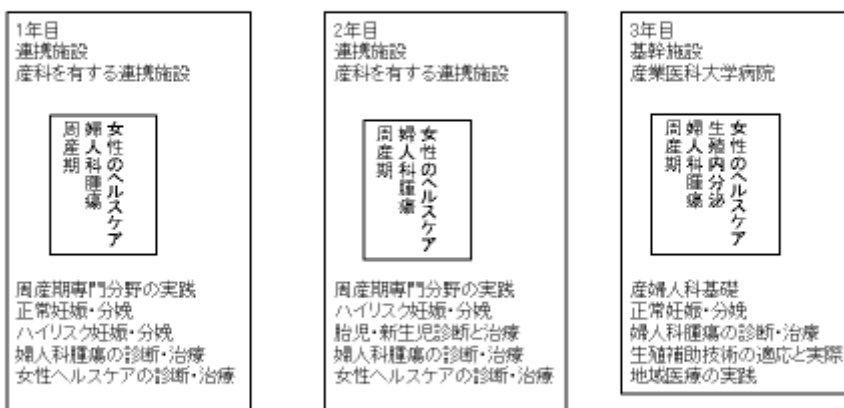 1年目
連携施設
産科を有する連携施設
女性のヘルスケア
婦人科腫瘍
周産期
周産期専門分野の実践
正常妊娠・分娩
ハイリスク妊娠・分娩
婦人科腫瘍の診断・治療
女性ヘルスケアの診断・治療
2年目
連携施設
産科を有する連携施設
女性のヘルスケア
婦人科腫瘍
周産期
周産期専門分野の実践
ハイリスク妊娠・分娩
胎児・新生児診断と治療
婦人科腫瘍の診断・治療
女性ヘルスケアの診断・治療
3年目
基幹施設
産業医科大学病院
女性のヘルスケア
生殖内分泌
婦人科腫瘍
周産期
産婦人科基礎
正常妊娠・分娩
婦人科腫瘍の診断・治療
生殖補助技術の適応と実際
地域医療の実践